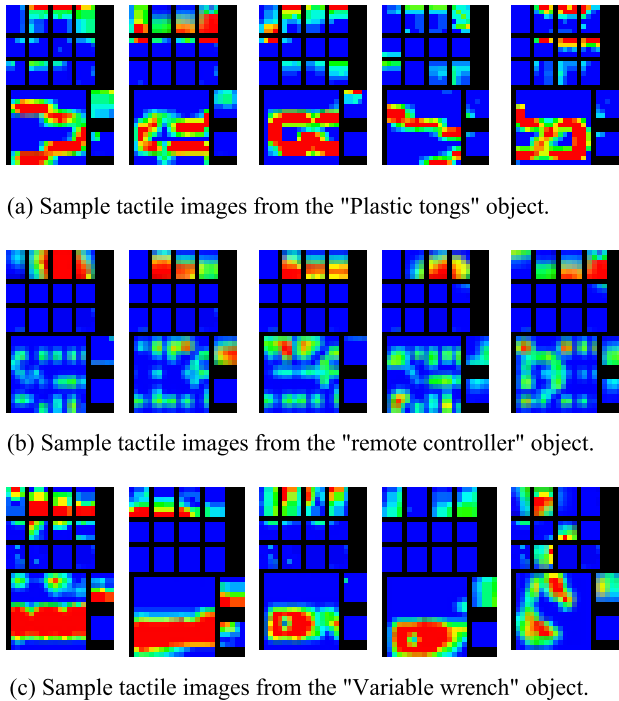 (a) Sample tactile images from the "Plastic tongs" object.
(b) Sample tactile images from the "remote controller" object.
(c) Sample tactile images from the "Variable wrench" object.